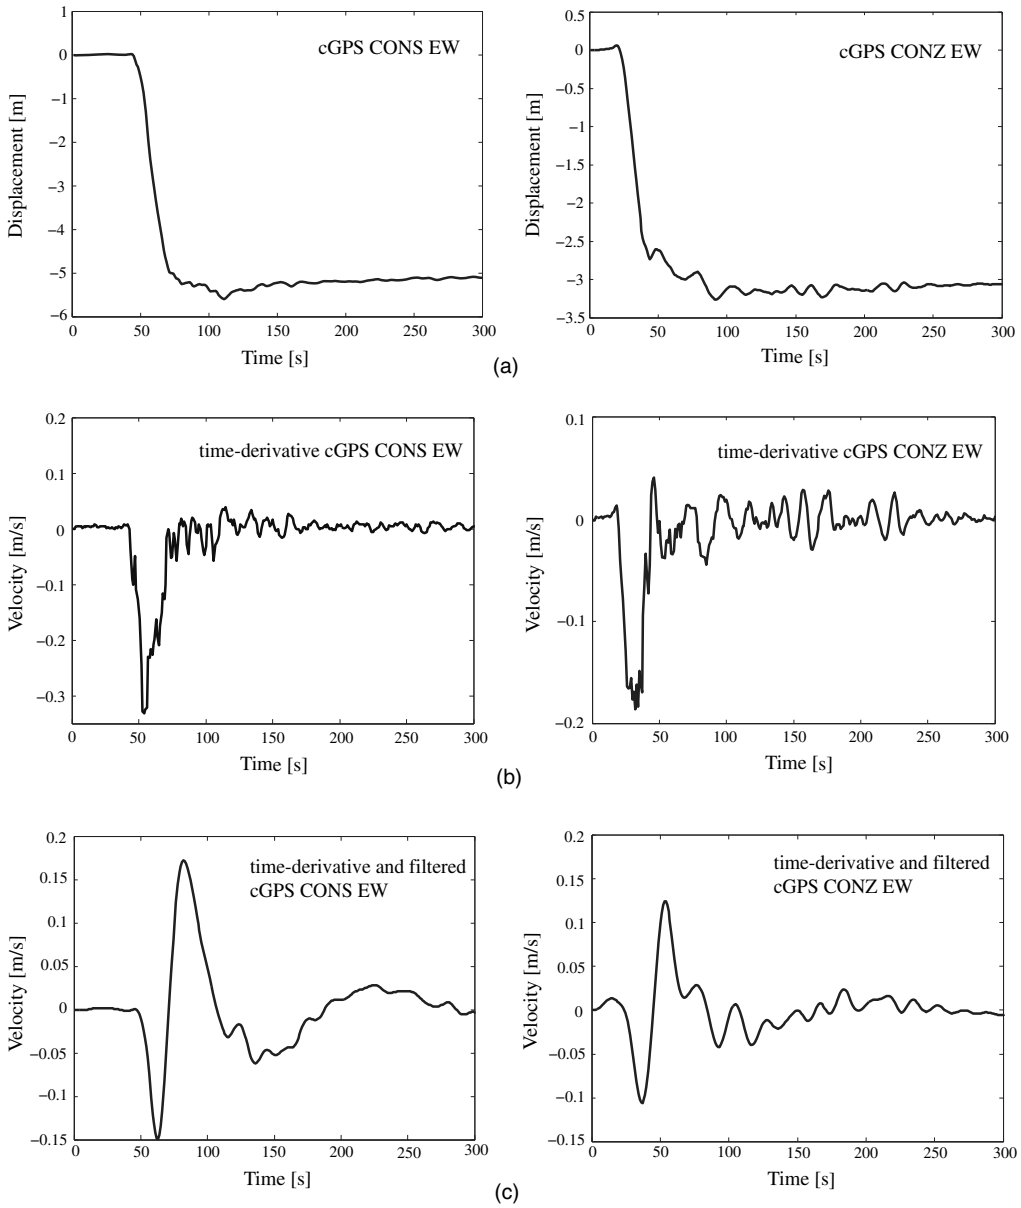 cGPS CONS EW
Displacement [m]
1
0
−1
−2
−3
−4
−5
−6
0 50 100 150 200 250 300
Time [s]
cGPS CONZ EW
Displacement [m]
0.5
0
−0.5
−1
−1.5
−2
−2.5
−3
−3.5
0 50 100 150 200 250 300
Time [s]
(a)
time-derivative cGPS CONS EW
Velocity [m/s]
0.2
0.1
0
−0.1
−0.2
−0.3
0 50 100 150 200 250 300
Time [s]
time-derivative cGPS CONZ EW
Velocity [m/s]
0.1
0
−0.1
−0.2
0 50 100 150 200 250 300
Time [s]
(b)
time-derivative and filtered
cGPS CONS EW
Velocity [m/s]
0.2
0.15
0.1
0.05
0
−0.05
−0.1
−0.15
0 50 100 150 200 250 300
Time [s]
time-derivative and filtered
cGPS CONZ EW
Velocity [m/s]
0.2
0.15
0.1
0.05
0
−0.05
−0.1
−0.15
0 50 100 150 200 250 300
Time [s]
(c)